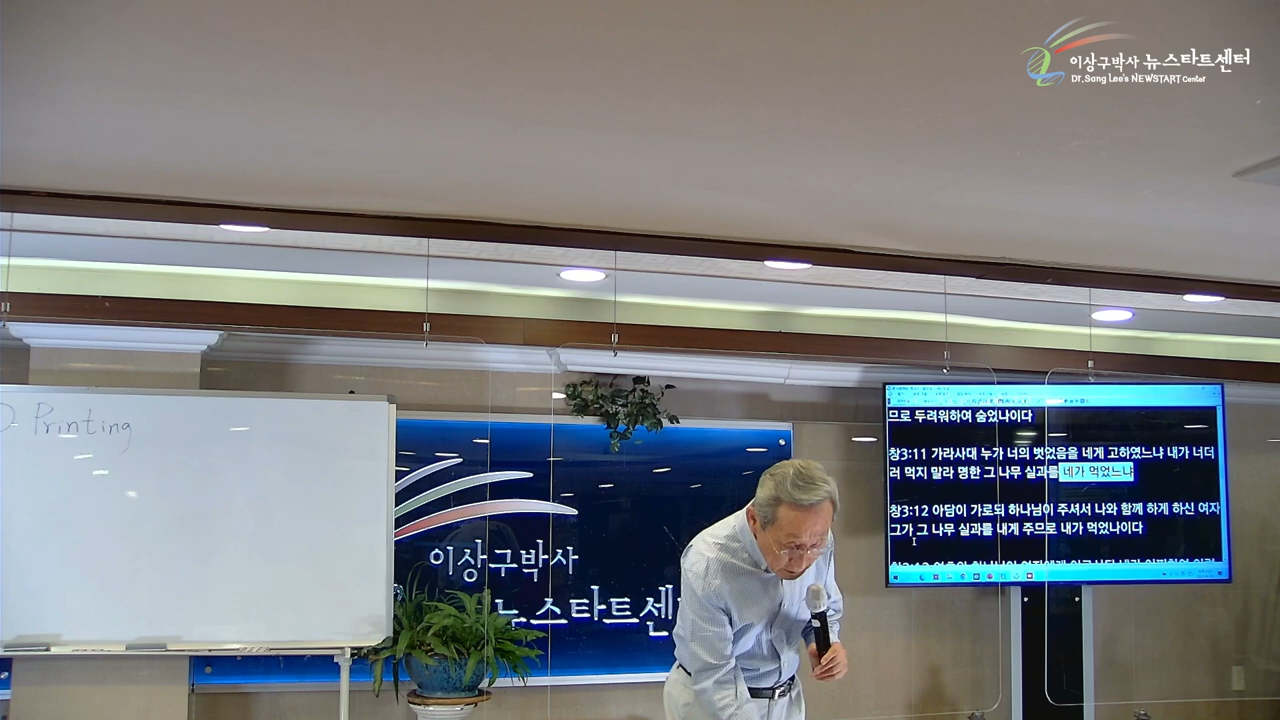 이상구박사 뉴스타트센터
Dr. Sang Lee's NEWSTART Center
Printing
이상구박사
뉴스타트센
므로 두려워하여 숨었나이다
창3:11 가라사대 누가 너의 벗었음을 네게 고하였느냐 내가 너더
러 먹지 말라 명한 그 나무 실과를 네가 먹었느냐
창3:12 아담이 가로되 하나님이 주셔서 나와 함께 하게 하신 여자
그가 그 나무 실과를 내게 주므로 내가 먹었나이다